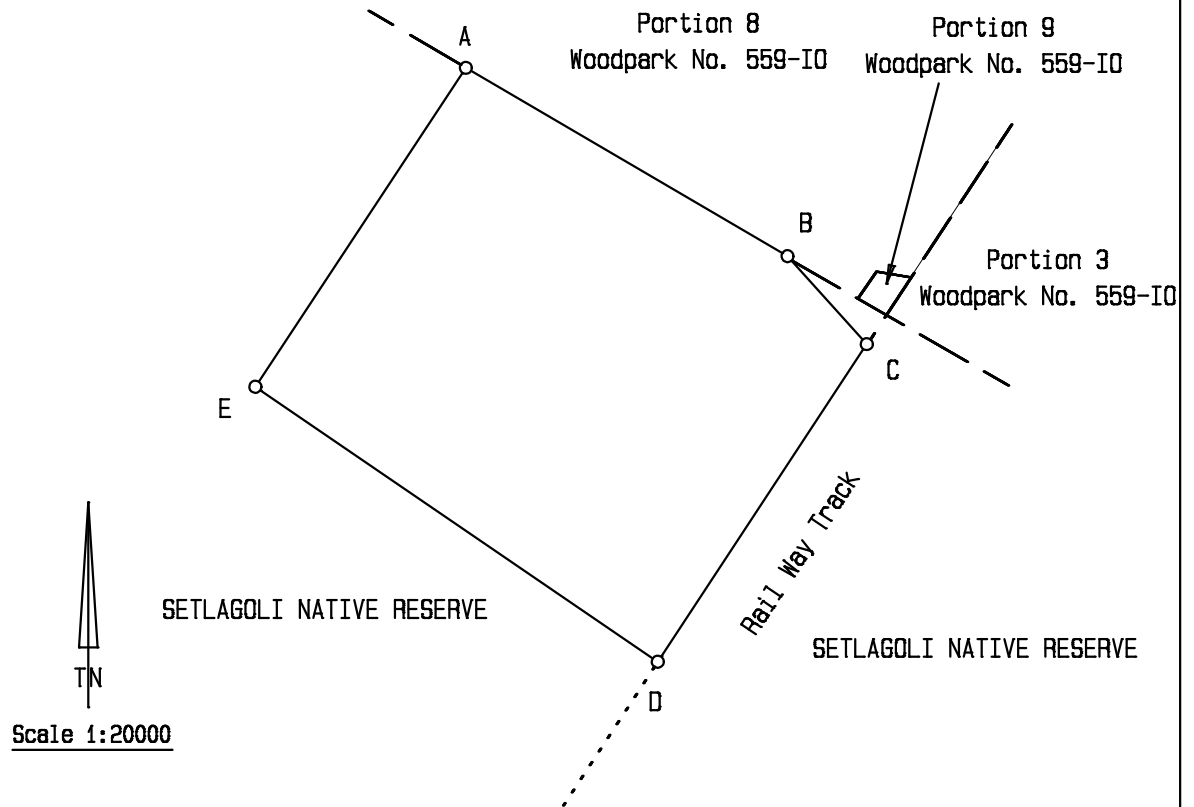 Portion 8
Woodpark No. 559-IO
Portion 9
Woodpark No. 559-IO
A
B
Portion 3
Woodpark No. 559-IO
C
E
Rail Way Track
SETLAGOLI NATIVE RESERVE
SETLAGOLI NATIVE RESERVE
TN
D
Scale 1:20000